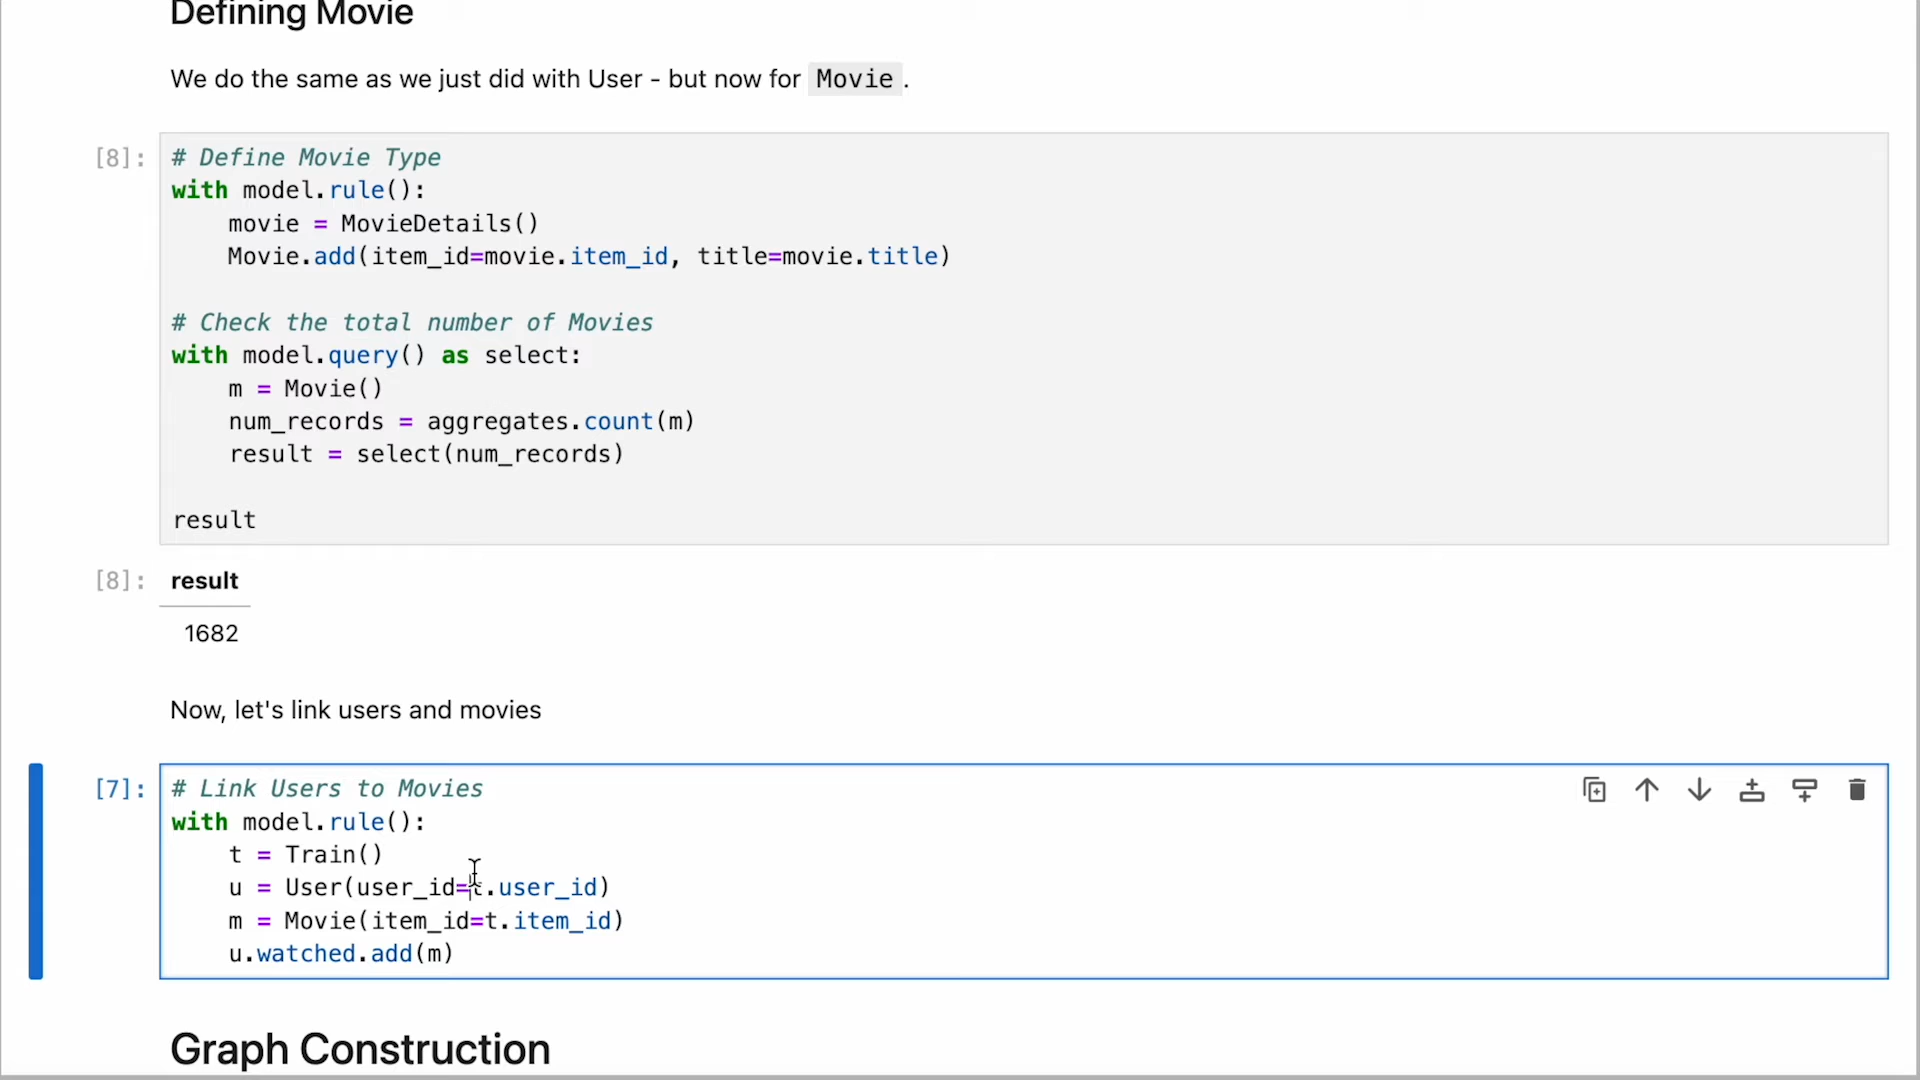 Defining Movie
We do the same as we just did with User - but now for Movie.
[8]:
# Define Movie Type
with model.rule():
    movie = MovieDetails()
    Movie.add(item_id=movie.item_id, title=movie.title)

# Check the total number of Movies
with model.query() as select:
    m = Movie()
    num_records = aggregates.count(m)
    result = select(num_records)

result
[8]:
result
1682
Now, let's link users and movies
[7]:
# Link Users to Movies
with model.rule():
    t = Train()
    u = User(user_id=t.user_id)
    m = Movie(item_id=t.item_id)
    u.watched.add(m)
Graph Construction